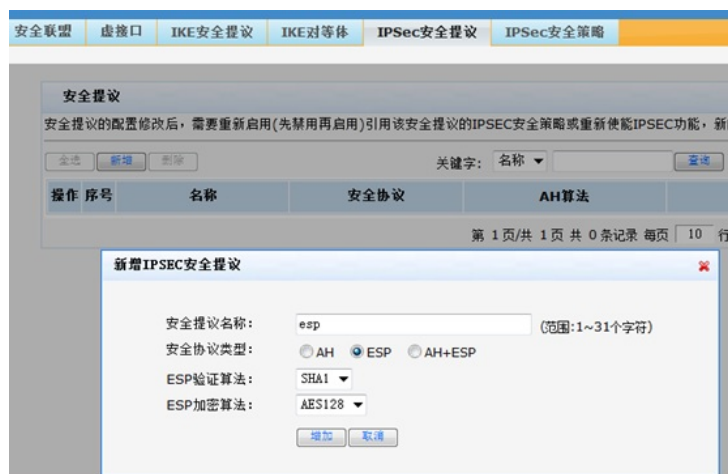 安全联盟 虚接口 IKE安全提议 IKE对等体 IPSec安全提议 IPSec安全策略
安全提议
安全提议的配置修改后，需要重新启用(先禁用再启用)引用该安全提议的IPSEC安全策略或重新使能IPSEC功能，新
全选 新增 删除 关键字： 名称 查询
操作 序号 名称 安全协议 AH算法
第 1 页/共 1 页 共 0 条记录 每页 10 行
新增IPSEC安全提议
安全提议名称： esp (范围:1~31个字符)
安全协议类型： AH ESP AH+ESP
ESP验证算法： SHA1
ESP加密算法： AES128
增加 取消